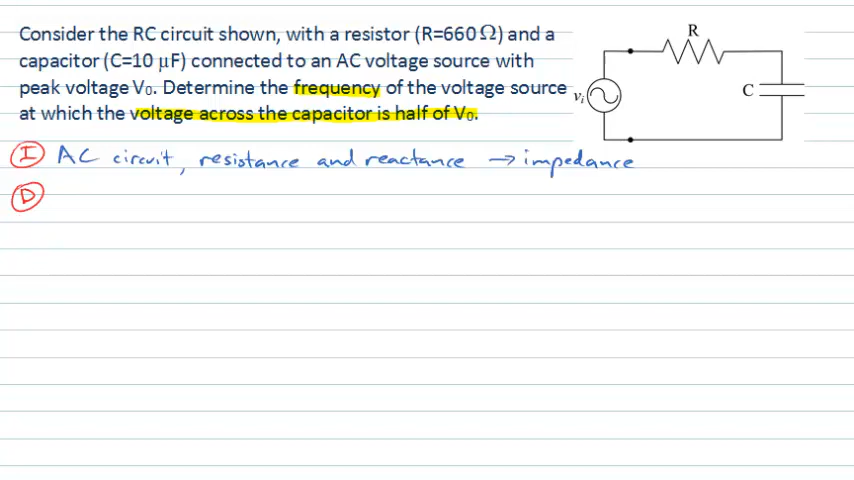 Consider the RC circuit shown, with a resistor (R=660 Ω) and a
capacitor (C=10 μF) connected to an AC voltage source with
peak voltage V₀. Determine the frequency of the voltage source
at which the voltage across the capacitor is half of V₀.
R
C
vᵢ
I AC circuit, resistance and reactance → impedance
D